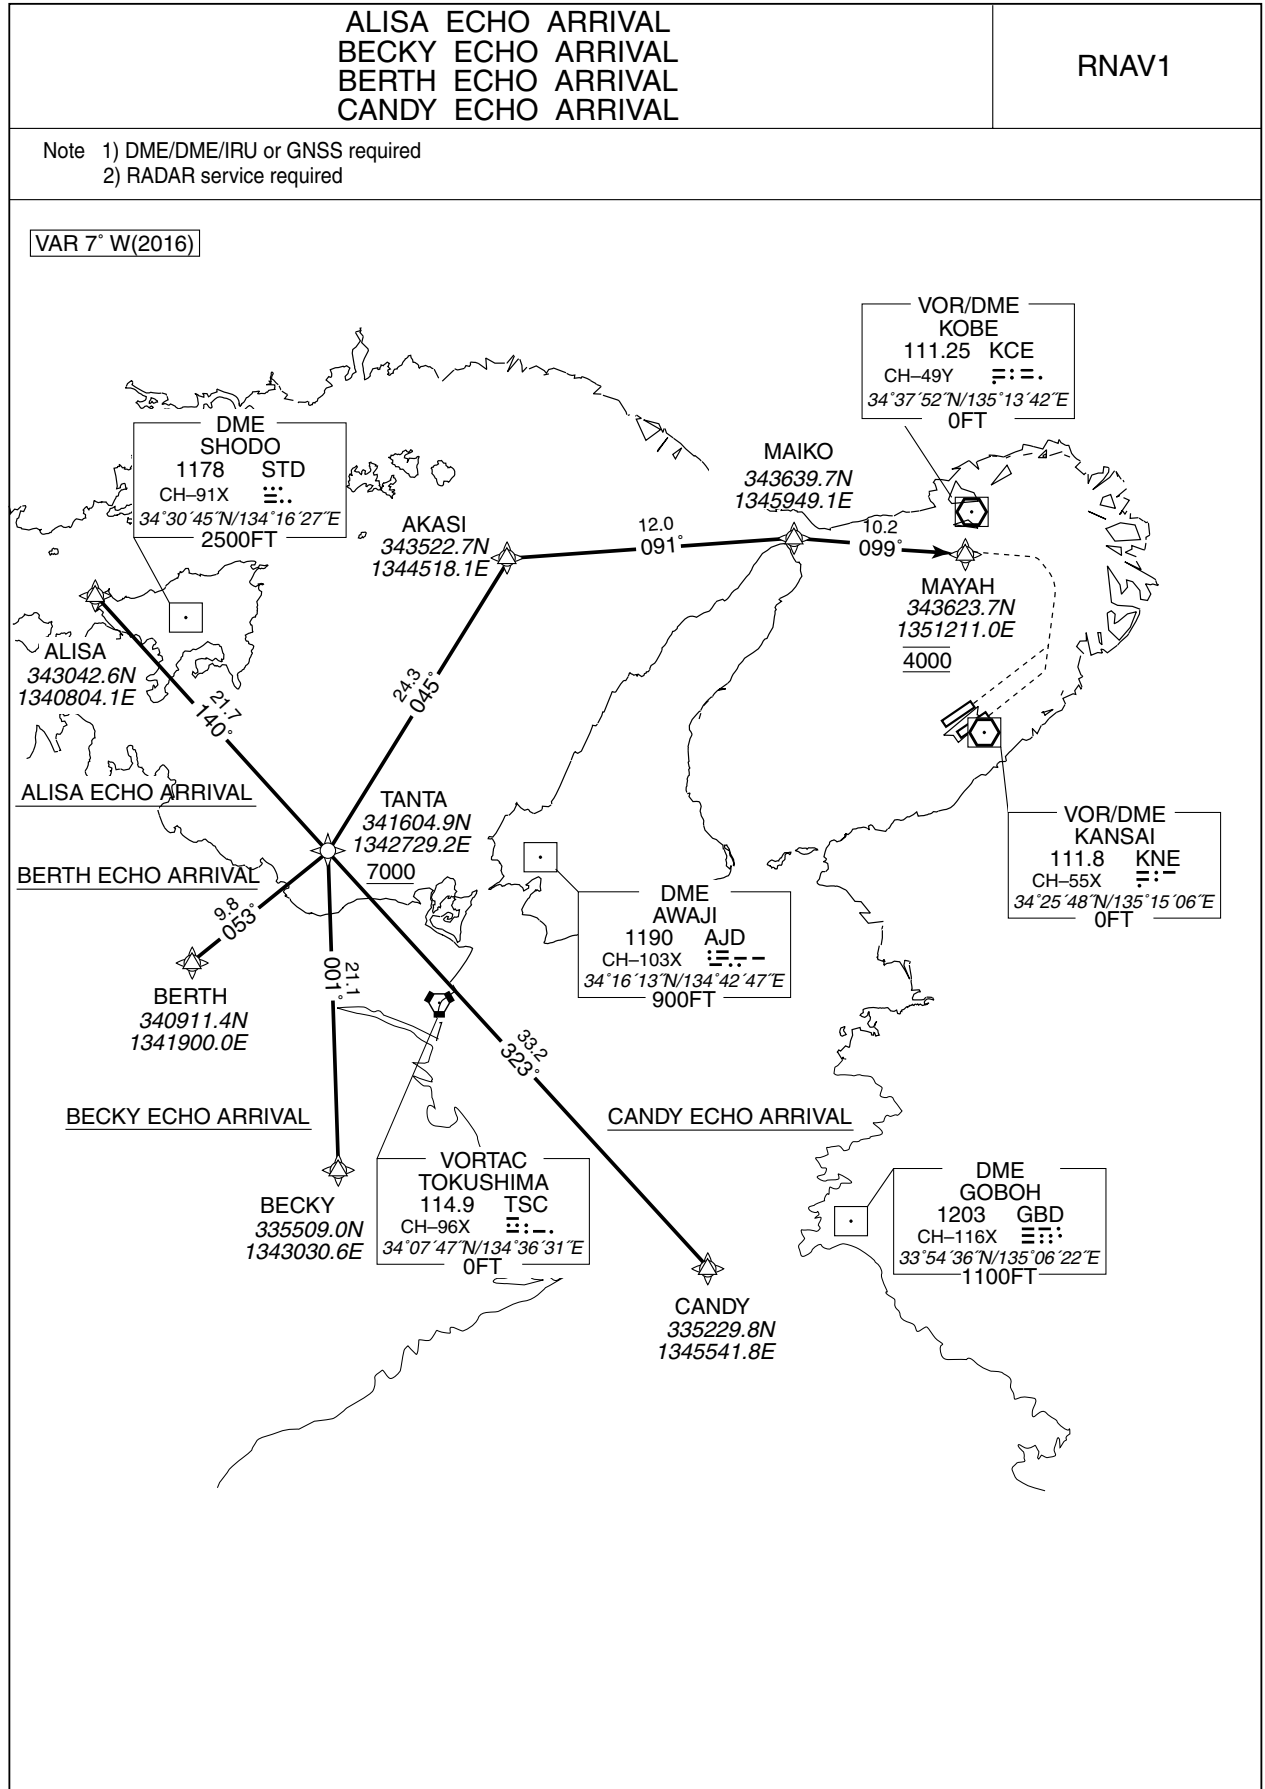 ALISA ECHO ARRIVAL
BECKY ECHO ARRIVAL
BERTH ECHO ARRIVAL
CANDY ECHO ARRIVAL
RNAV1
Note 1) DME/DME/IRU or GNSS required
2) RADAR service required
VAR 7° W(2016)
VOR/DME
KOBE
111.25 KCE
CH–49Y
34°37´52˝N/135°13´42˝E
0FT
DME
SHODO
1178 STD
CH–91X
34°30´45˝N/134°16´27˝E
2500FT
MAIKO
343639.7N
1345949.1E
AKASI
343522.7N
1344518.1E
12.0
091°
10.2
099°
MAYAH
343623.7N
1351211.0E
4000
ALISA
343042.6N
1340804.1E
21.7
140°
24.3
045°
ALISA ECHO ARRIVAL
TANTA
341604.9N
1342729.2E
7000
BERTH ECHO ARRIVAL
VOR/DME
KANSAI
111.8 KNE
CH–55X
34°25´48˝N/135°15´06˝E
0FT
DME
AWAJI
1190 AJD
CH–103X
34°16´13˝N/134°42´47˝E
900FT
9.8
053°
21.1
001°
BERTH
340911.4N
1341900.0E
33.2
323°
BECKY ECHO ARRIVAL
CANDY ECHO ARRIVAL
VORTAC
TOKUSHIMA
114.9 TSC
CH–96X
34°07´47˝N/134°36´31˝E
0FT
BECKY
335509.0N
1343030.6E
DME
GOBOH
1203 GBD
CH–116X
33°54´36˝N/135°06´22˝E
1100FT
CANDY
335229.8N
1345541.8E